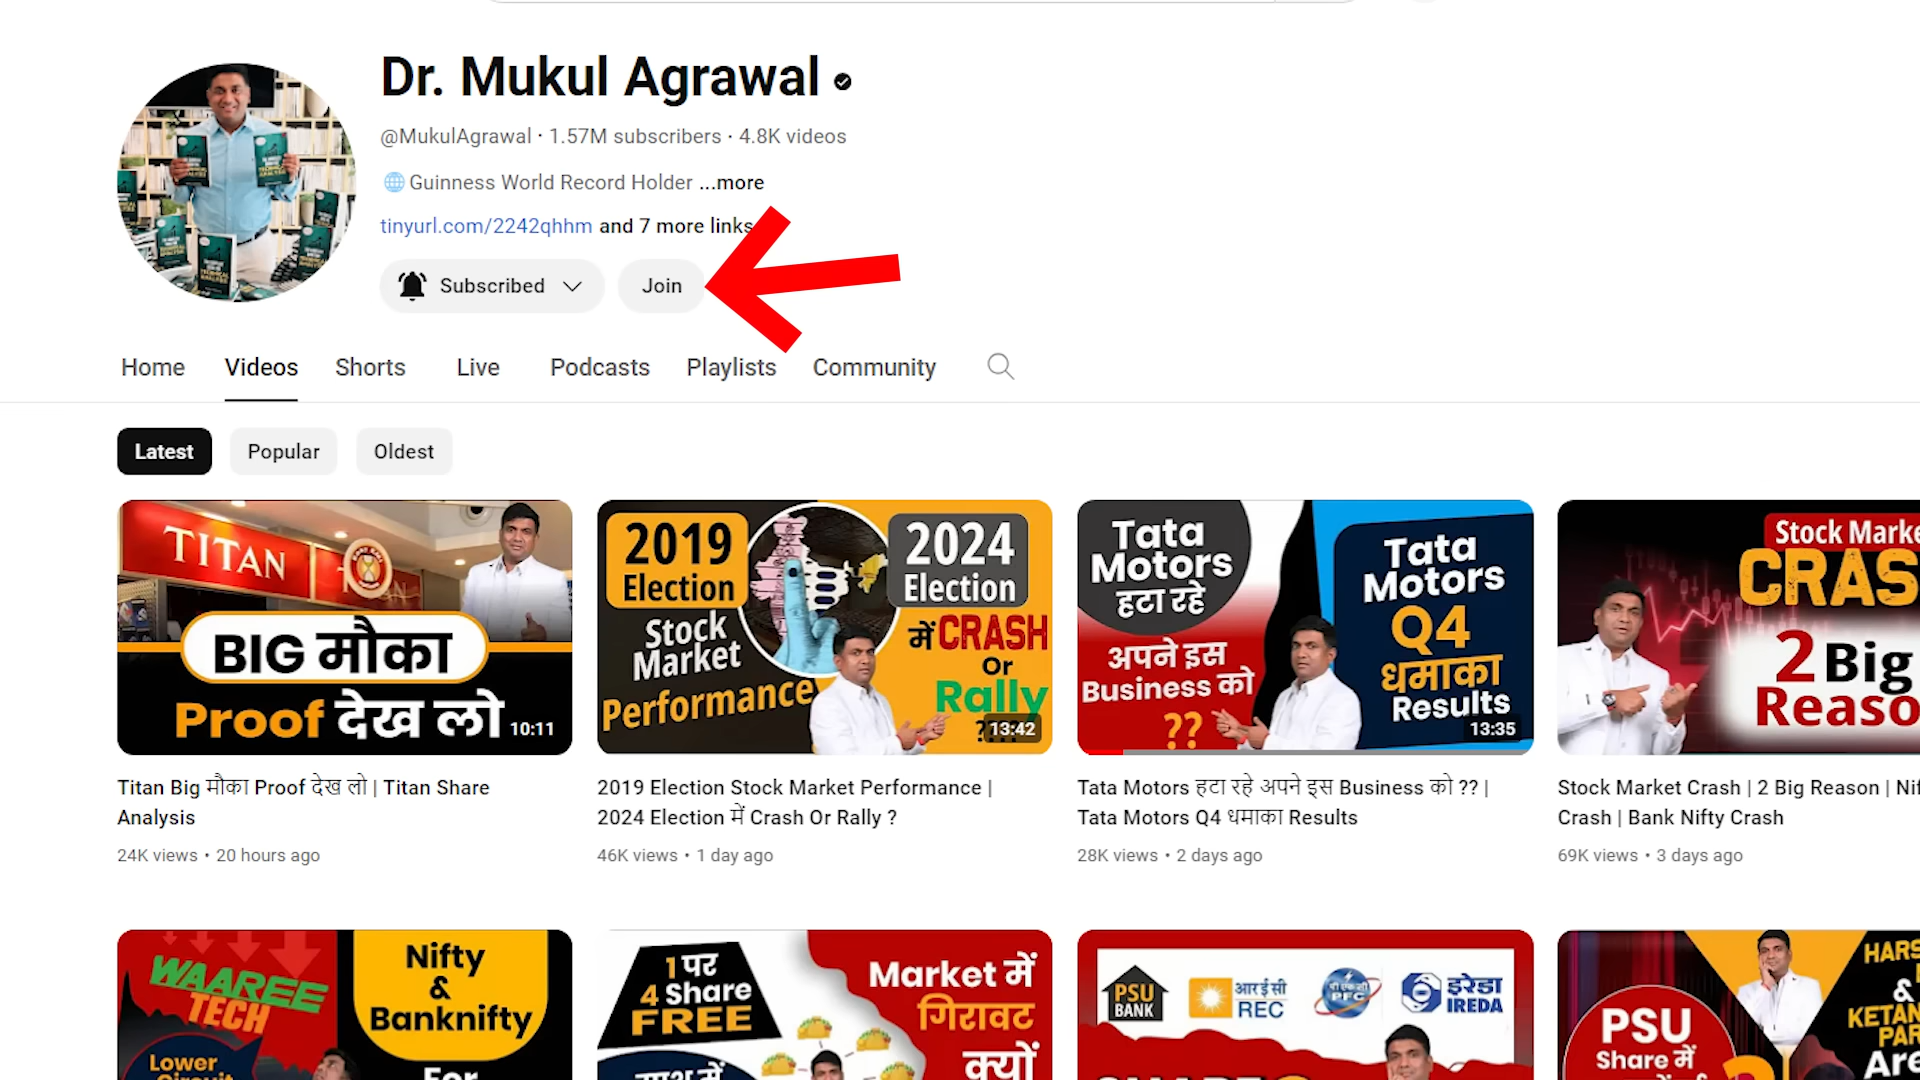 Dr. Mukul Agrawal
@MukulAgrawal · 1.57M subscribers · 4.8K videos
Guinness World Record Holder ...more
tinyurl.com/2242qhhm and 7 more links
Subscribed
Join
Home
Videos
Shorts
Live
Podcasts
Playlists
Community
Latest
Popular
Oldest
TITAN
BIG मौका
Proof देख लो
10:11
2019
Election
Stock
Market
Performance
2024
Election
में CRASH
Or
Rally
????
13:42
Tata
Motors
हटा रहे
अपने इस
Business को
??
Tata
Motors
Q4
धमाका
Results
13:35
Stock Marke
CRAS
2 Big
Reaso
Titan Big मौका Proof देख लो | Titan Share
Analysis
24K views • 20 hours ago
2019 Election Stock Market Performance |
2024 Election में Crash Or Rally ?
46K views • 1 day ago
Tata Motors हटा रहे अपने इस Business को ?? |
Tata Motors Q4 धमाका Results
28K views • 2 days ago
Stock Market Crash | 2 Big Reason | Nif
Crash | Bank Nifty Crash
69K views • 3 days ago
WAAREE
TECH
Lower
Nifty
&
Banknifty
For
1 पर
4 Share
FREE
साथ में
Market में
गिरावट
क्यों
PSU
BANK
आर ई सी
REC
पी एफ सी
PFC
इरेडा
IREDA
PSU
Share में
HARS
&
KETAN
PAR
Are